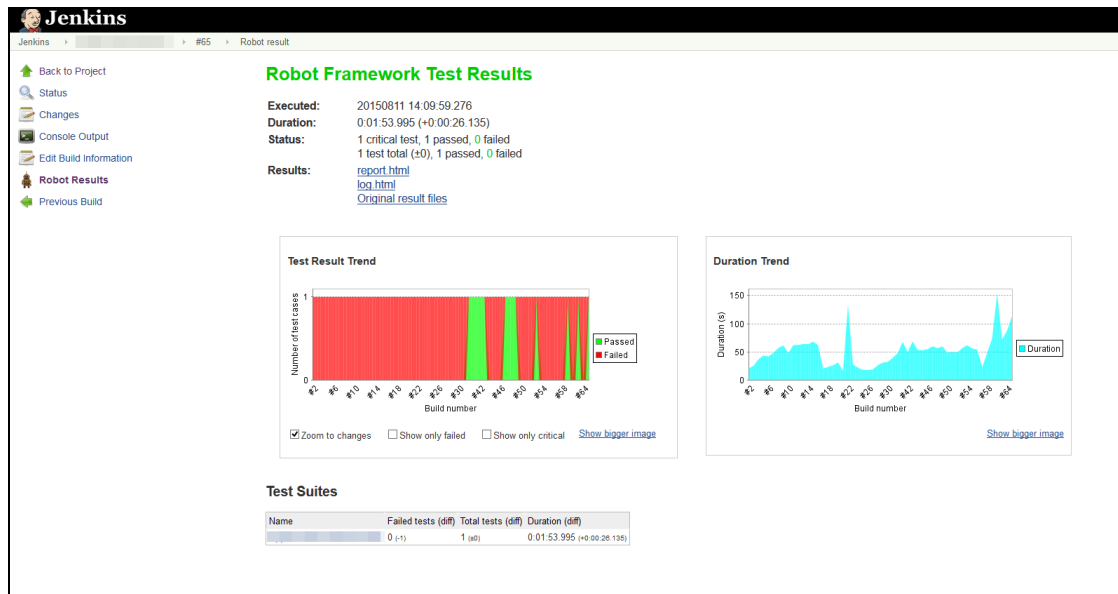 Jenkins
Jenkins #65 Robot result
Back to Project
Status
Changes
Console Output
Edit Build Information
Robot Results
Previous Build
Robot Framework Test Results
Executed: 20150811 14:09:59.276
Duration: 0:01:53.995 (+0:00:26.135)
Status: 1 critical test, 1 passed, 0 failed
1 test total (±0), 1 passed, 0 failed
Results: report.html
log.html
Original result files
Test Result Trend
Number of test cases
1
0
#2 #6 #10 #14 #18 #22 #26 #30 #42 #46 #50 #54 #58 #64
Build number
Passed
Failed
Zoom to changes Show only failed Show only critical Show bigger image
Duration Trend
Duration (s)
150
100
50
0
#2 #6 #10 #14 #18 #22 #26 #30 #42 #46 #50 #54 #58 #64
Build number
Duration
Show bigger image
Test Suites
Name Failed tests (diff) Total tests (diff) Duration (diff)
0 (-1) 1 (±0) 0:01:53.995 (+0:00:26.135)